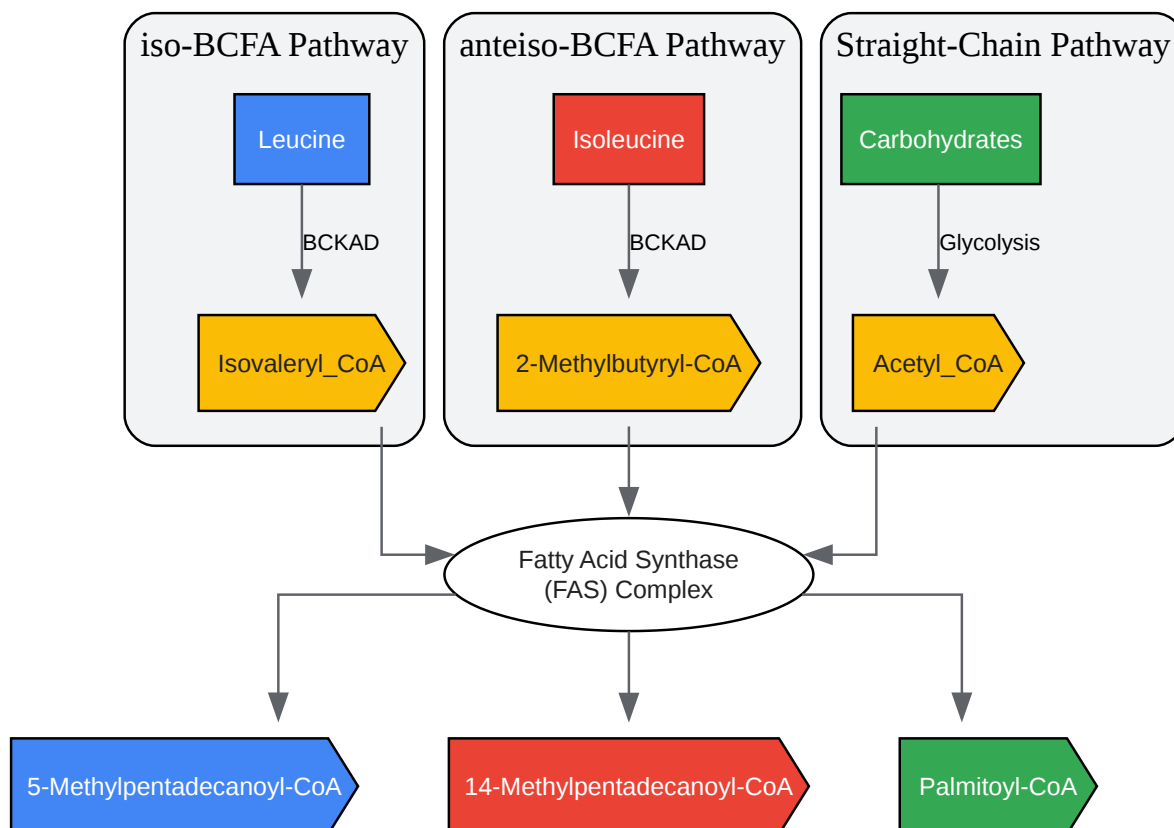 iso-BCFA Pathway
anteiso-BCFA Pathway
Straight-Chain Pathway
Leucine
Isoleucine
Carbohydrates
BCKAD
BCKAD
Glycolysis
Isovaleryl_CoA
2-Methylbutyryl-CoA
Acetyl_CoA
Fatty Acid Synthase
(FAS) Complex
5-Methylpentadecanoyl-CoA
14-Methylpentadecanoyl-CoA
Palmitoyl-CoA